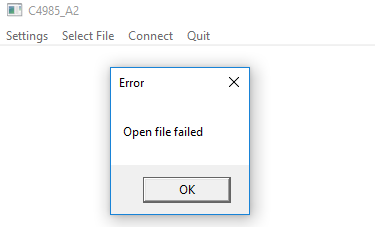 C4985_A2
Settings Select File Connect Quit
Error
Open file failed
OK